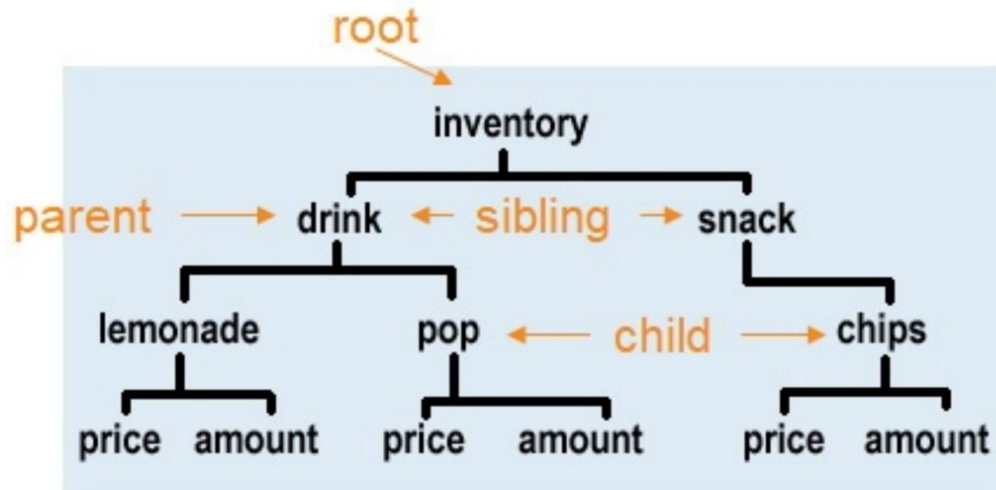 root
inventory
parent drink sibling snack
lemonade pop child chips
price amount price amount price amount